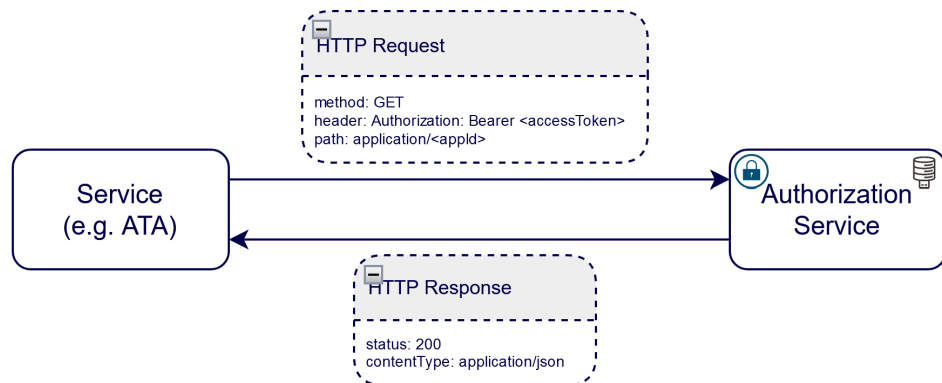 HTTP Request
method: GET
header: Authorization: Bearer <accessToken>
path: application/<appId>
Service
(e.g. ATA)
Authorization
Service
HTTP Response
status: 200
contentType: application/json